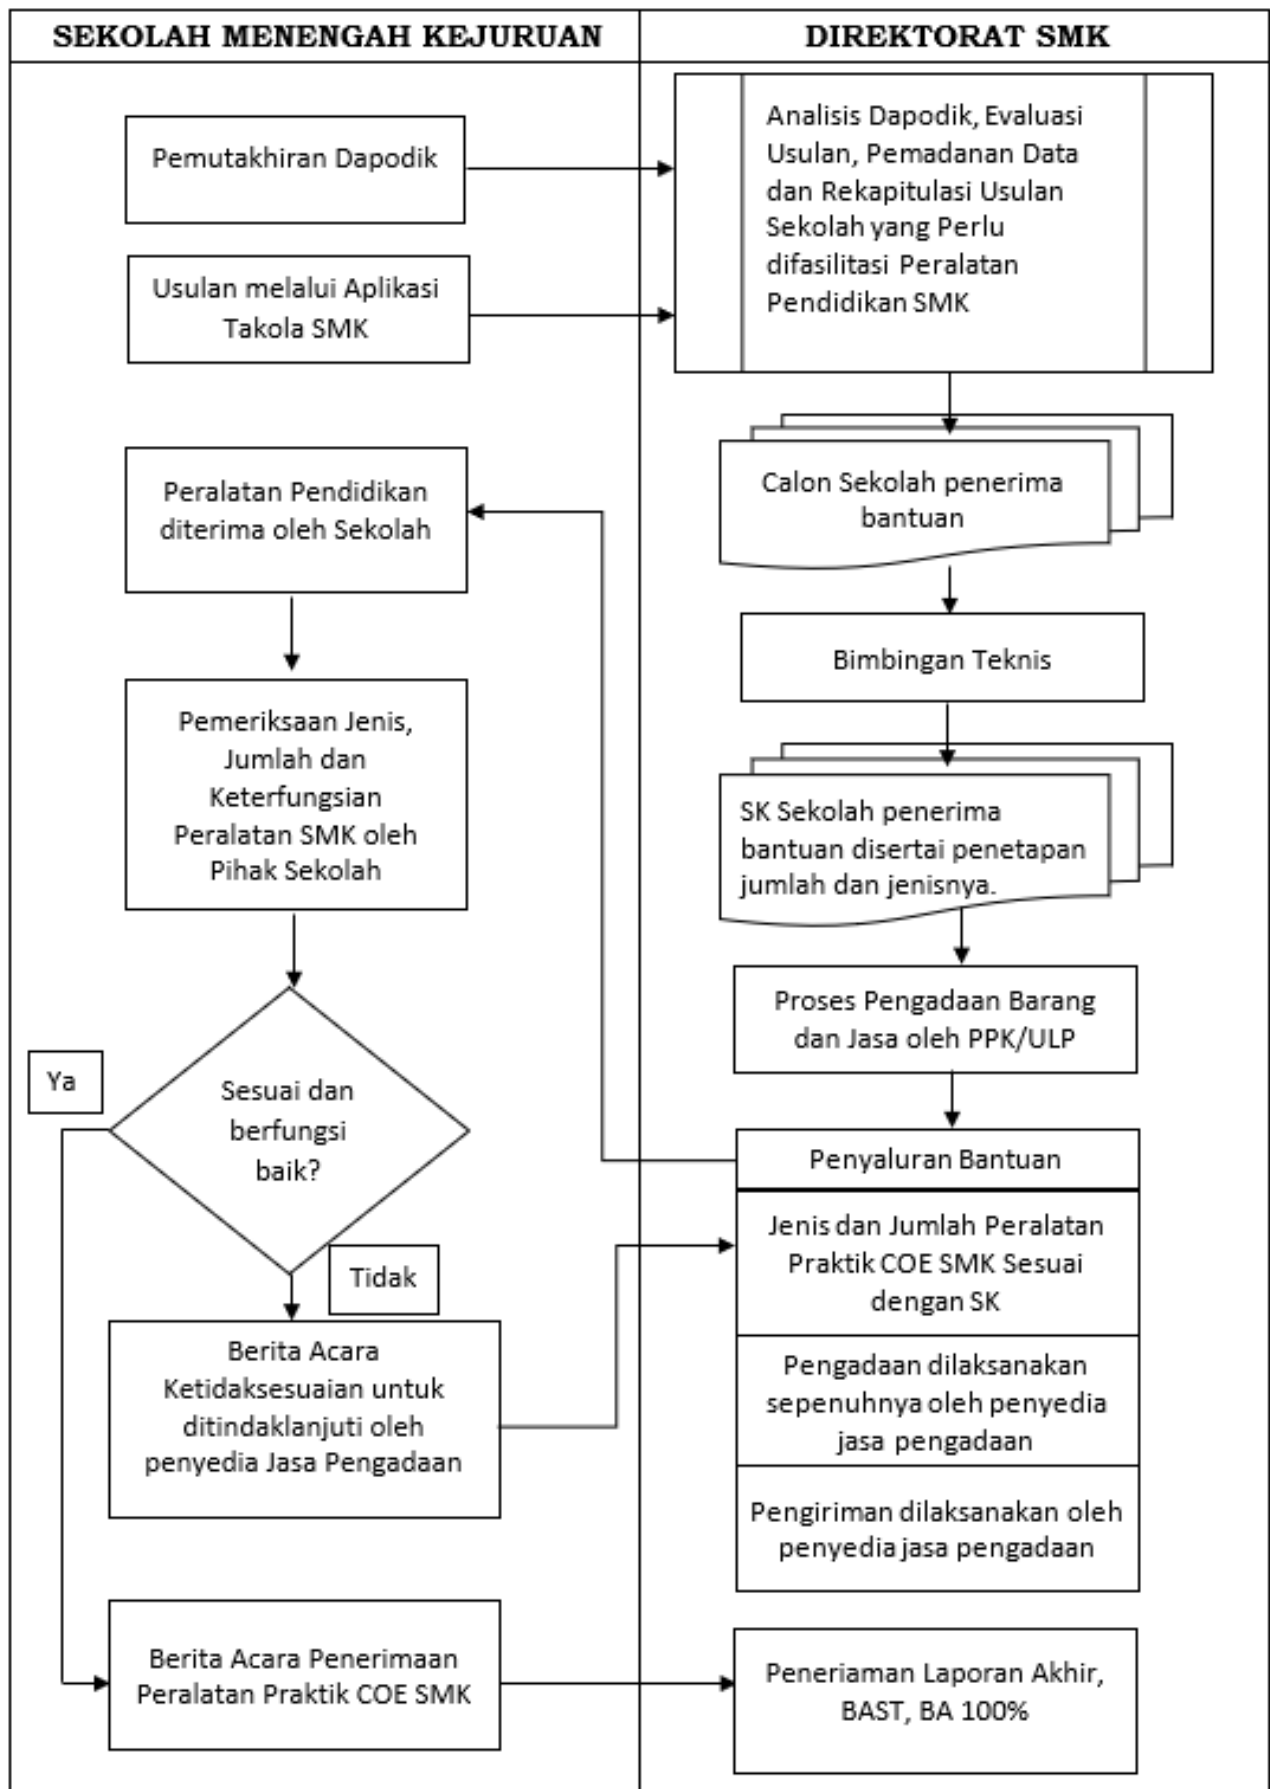 SEKOLAH MENENGAH KEJURUAN
DIREKTORAT SMK
Pemutakhiran Dapodik
Usulan melalui Aplikasi
Takola SMK
Analisis Dapodik, Evaluasi
Usulan, Pemadanan Data
dan Rekapitulasi Usulan
Sekolah yang Perlu
difasilitasi Peralatan
Pendidikan SMK
Calon Sekolah penerima
bantuan
Bimbingan Teknis
SK Sekolah penerima
bantuan disertai penetapan
jumlah dan jenisnya.
Proses Pengadaan Barang
dan Jasa oleh PPK/ULP
Penyaluran Bantuan
Jenis dan Jumlah Peralatan
Praktik COE SMK Sesuai
dengan SK
Pengadaan dilaksanakan
sepenuhnya oleh penyedia
jasa pengadaan
Pengiriman dilaksanakan oleh
penyedia jasa pengadaan
Peralatan Pendidikan
diterima oleh Sekolah
Pemeriksaan Jenis,
Jumlah dan
Keterfungsian
Peralatan SMK oleh
Pihak Sekolah
Sesuai dan
berfungsi
baik?
Ya
Tidak
Berita Acara
Ketidaksesuaian untuk
ditindaklanjuti oleh
penyedia Jasa Pengadaan
Berita Acara Penerimaan
Peralatan Praktik COE SMK
Peneriaman Laporan Akhir,
BAST, BA 100%